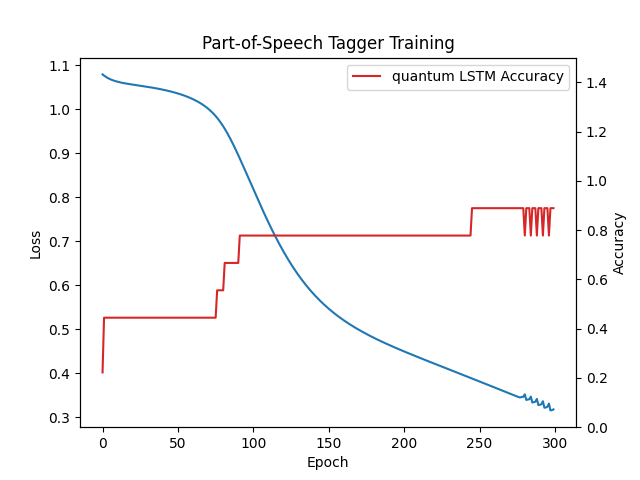 Part-of-Speech Tagger Training
quantum LSTM Accuracy
Loss
1.1
1.0
0.9
0.8
0.7
0.6
0.5
0.4
0.3
Accuracy
1.4
1.2
1.0
0.8
0.6
0.4
0.2
0.0
0 50 100 150 200 250 300
Epoch